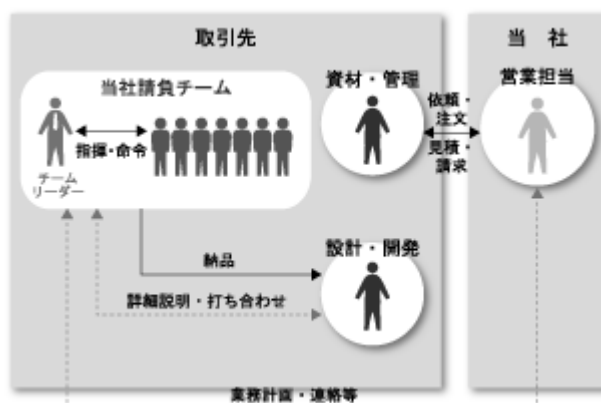 取引先
当社請負チーム
指揮・命令
チーム
リーダー
資材・管理
依頼・
注文
見積・
請求
当 社
営業担当
納品
設計・開発
詳細説明・打ち合わせ
業務計画・連絡等